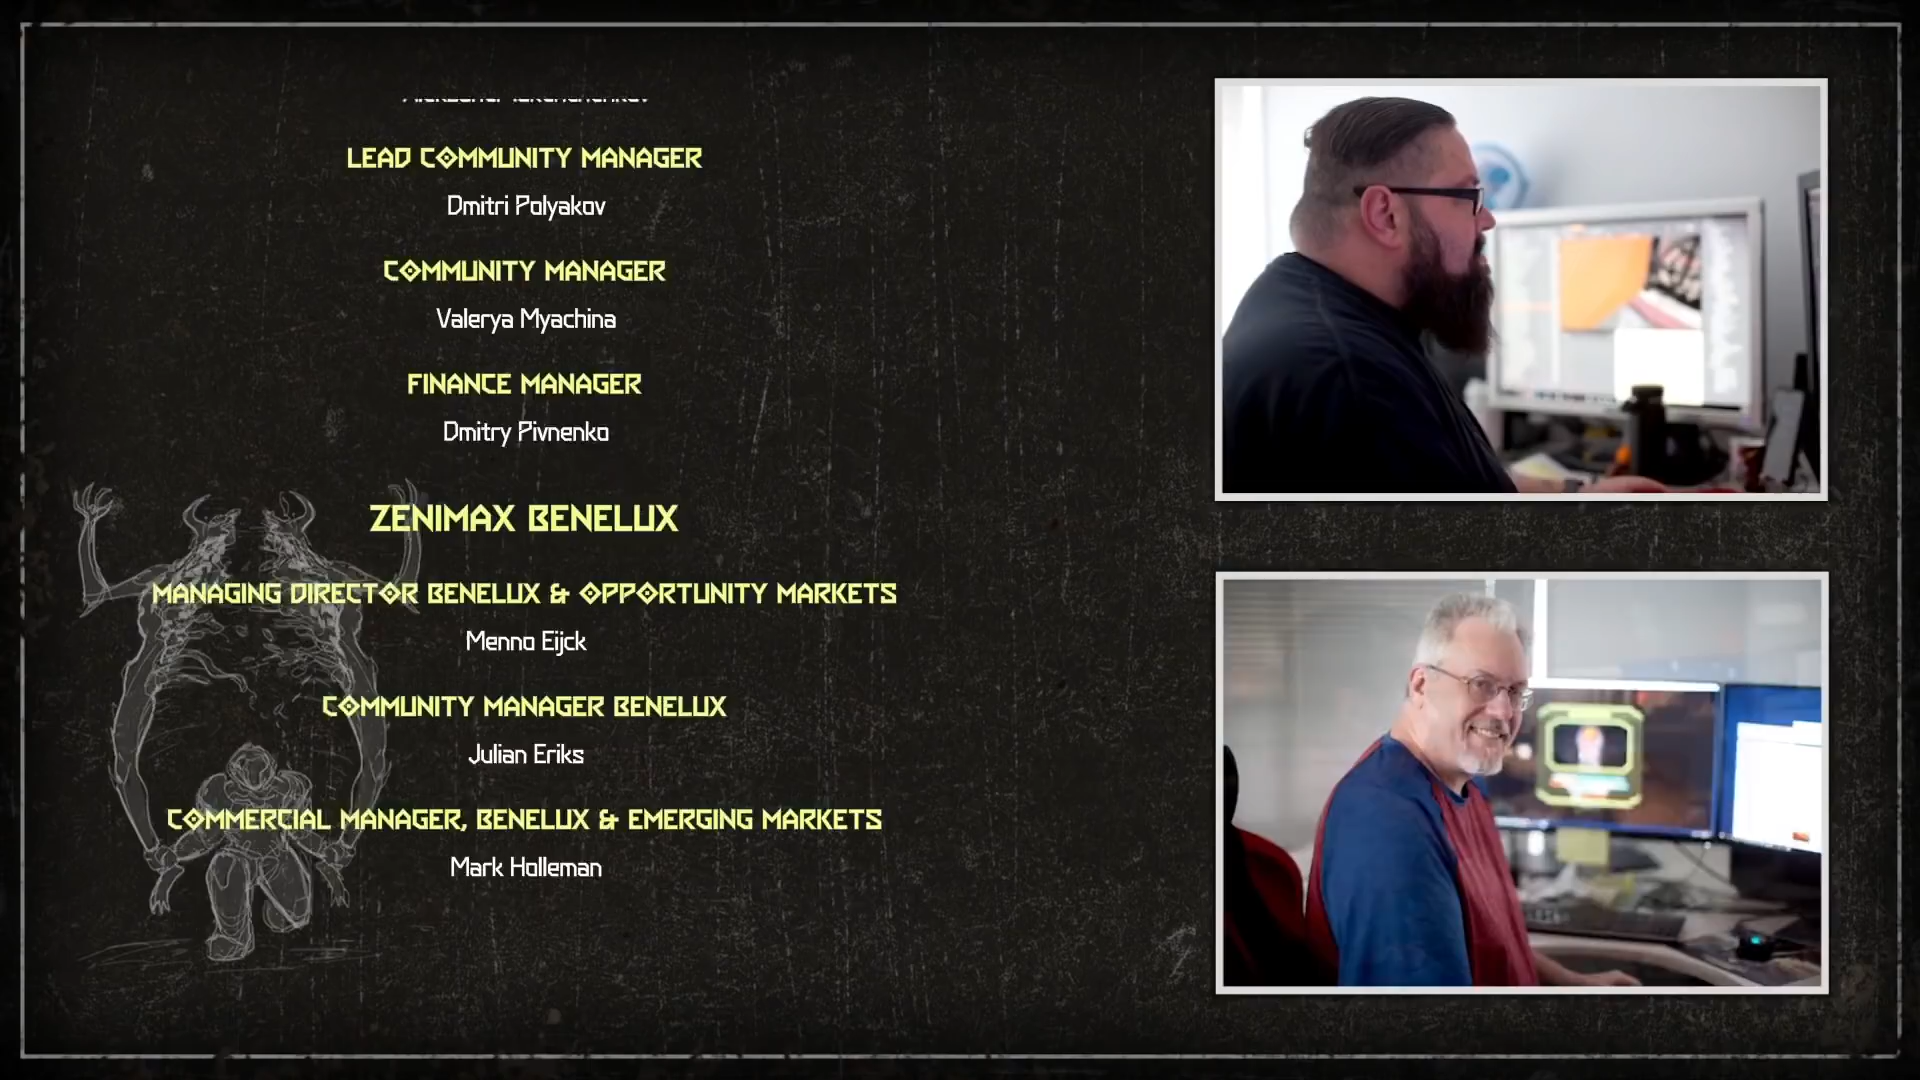 LEAD COMMUNITY MANAGER
Dmitri Polyakov
COMMUNITY MANAGER
Valerya Myachina
FINANCE MANAGER
Dmitry Pivnenko
ZENIMAX BENELUX
MANAGING DIRECTOR BENELUX & OPPORTUNITY MARKETS
Menno Eijck
COMMUNITY MANAGER BENELUX
Julian Eriks
COMMERCIAL MANAGER, BENELUX & EMERGING MARKETS
Mark Holleman